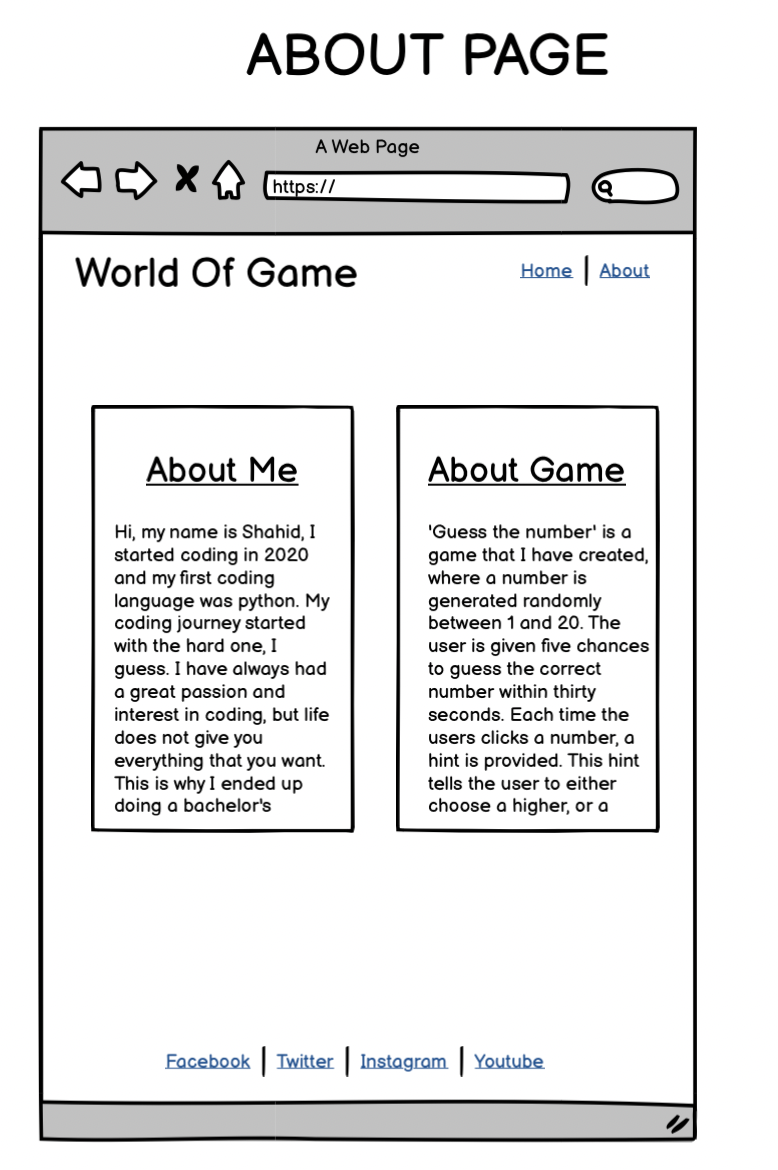 ABOUT PAGE
A Web Page
https://
World Of Game
Home | About
About Me
Hi, my name is Shahid, I
started coding in 2020
and my first coding
language was python. My
coding journey started
with the hard one, I
guess. I have always had
a great passion and
interest in coding, but life
does not give you
everything that you want.
This is why I ended up
doing a bachelor's
About Game
'Guess the number' is a
game that I have created,
where a number is
generated randomly
between 1 and 20. The
user is given five chances
to guess the correct
number within thirty
seconds. Each time the
users clicks a number, a
hint is provided. This hint
tells the user to either
choose a higher, or a
Facebook | Twitter | Instagram | Youtube